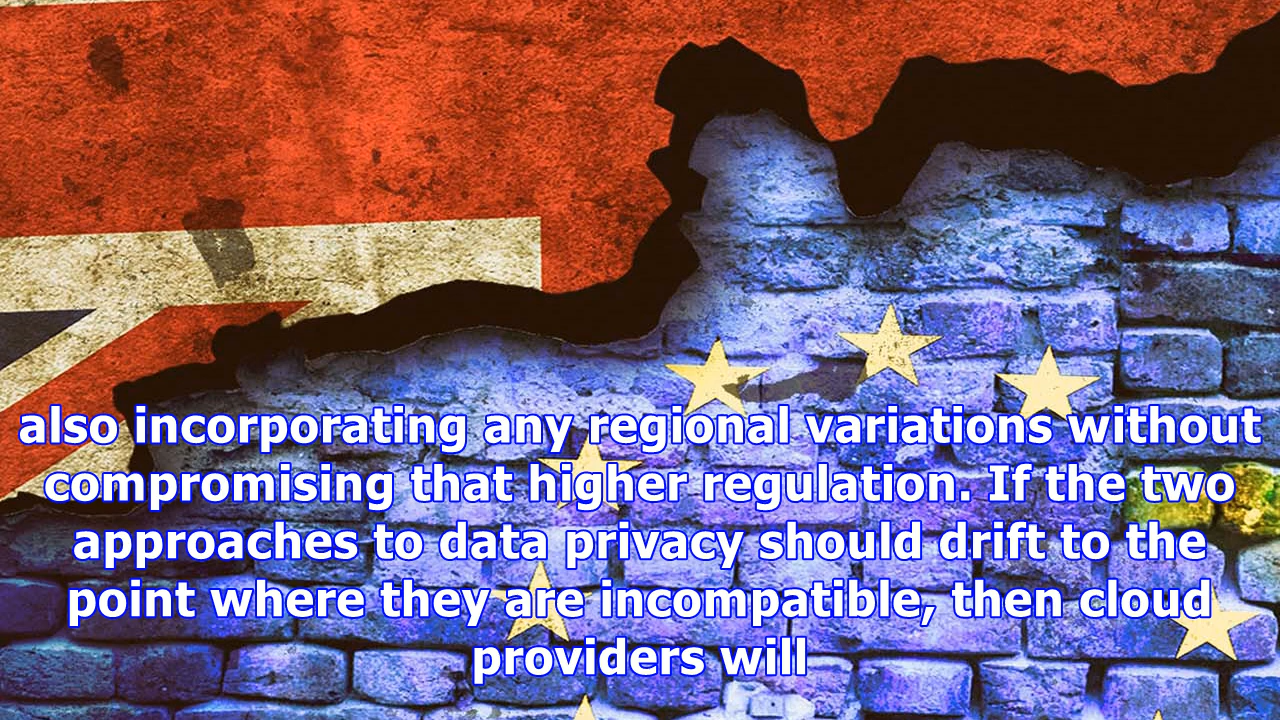 also incorporating any regional variations without
compromising that higher regulation. If the two
approaches to data privacy should drift to the
point where they are incompatible, then cloud
providers will